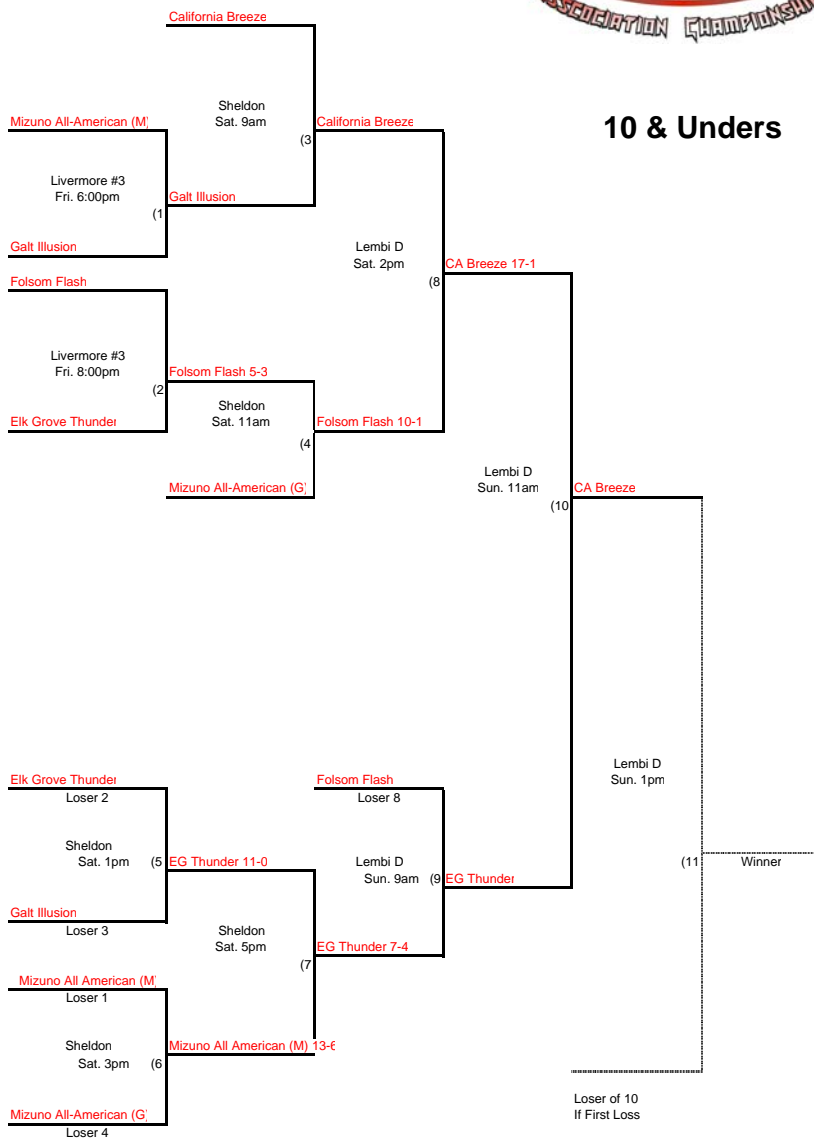 ASSOCIATION CHAMPIONSHIP
10 & Unders
California Breeze
Sheldon
Sat. 9am
(3
Mizuno All-American (M)
California Breeze
Livermore #3
Fri. 6:00pm
(1
Galt Illusion
Galt Illusion
Lembi D
Sat. 2pm
(8
CA Breeze 17-1
Folsom Flash
Livermore #3
Fri. 8:00pm
(2
Folsom Flash 5-3
Sheldon
Sat. 11am
(4
Elk Grove Thunder
Folsom Flash 10-1
Mizuno All-American (G)
Lembi D
Sun. 11am
(10
CA Breeze
Lembi D
Sun. 1pm
(11
Winner
Elk Grove Thunder
Loser 2
Sheldon
Sat. 1pm
(5
EG Thunder 11-0
Galt Illusion
Loser 3
Folsom Flash
Loser 8
Lembi D
Sun. 9am
(9
EG Thunder
Sheldon
Sat. 5pm
(7
EG Thunder 7-4
Mizuno All American (M)
Loser 1
Sheldon
Sat. 3pm
(6
Mizuno All American (M) 13-6
Mizuno All-American (G)
Loser 4
Loser of 10
If First Loss